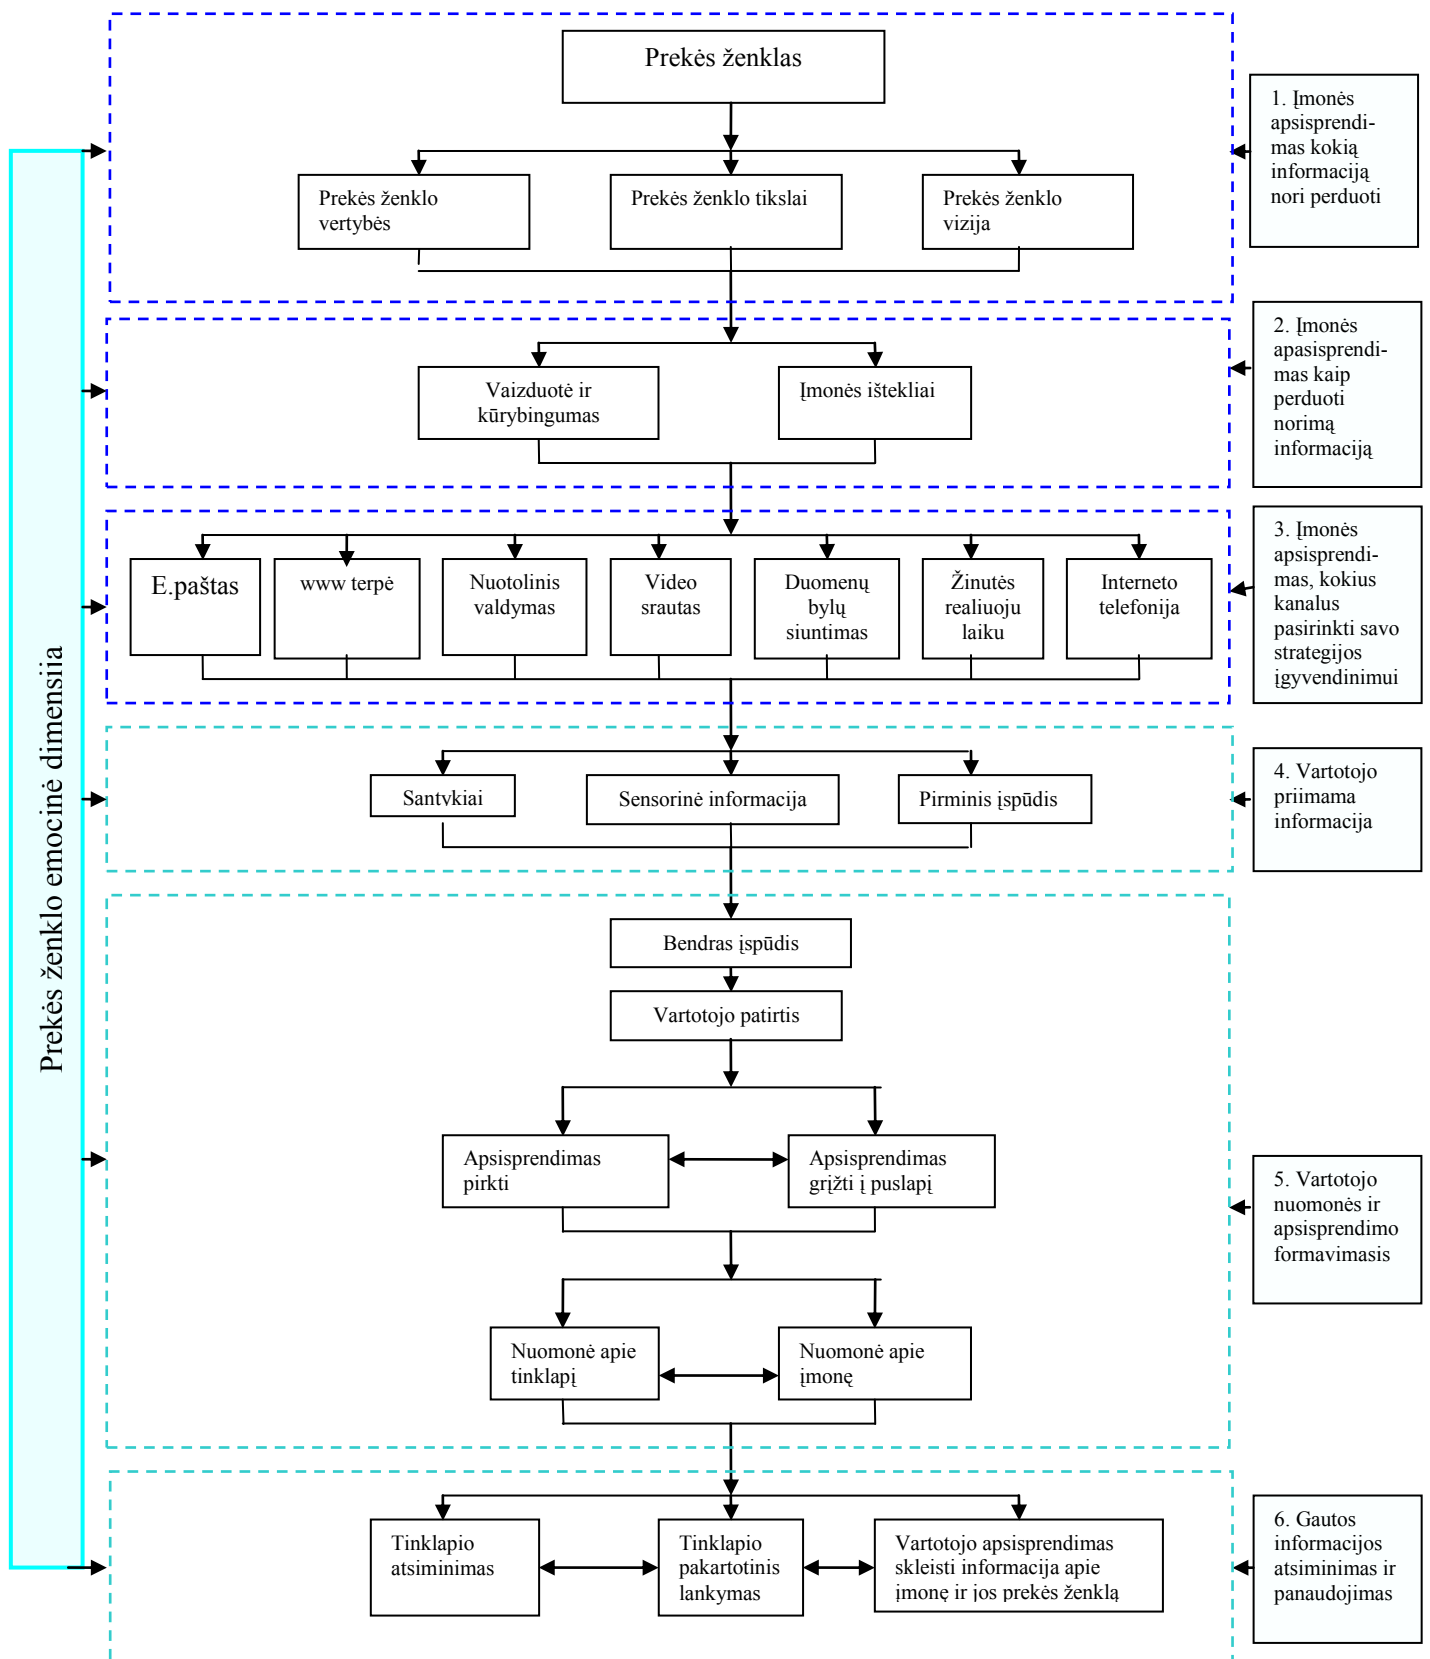 Prekės ženklas
1. Įmonės
apsisprendi-
mas kokią
informaciją
nori perduoti
Prekės ženklo
vertybės
Prekės ženklo tikslai
Prekės ženklo
vizija
2. Įmonės
apasisprendi-
mas kaip
perduoti
norimą
informaciją
Vaizduotė ir
kūrybingumas
Įmonės ištekliai
3. Įmonės
apsisprendi-
mas, kokius
kanalus
pasirinkti savo
strategijos
įgyvendinimui
E.paštas
www terpė
Nuotolinis
valdymas
Video
srautas
Duomenų
bylų
siuntimas
Žinutės
realiuoju
laiku
Interneto
telefonija
Prekės ženklo emocinė dimensija
4. Vartotojo
priimama
informacija
Santykiai
Sensorinė informacija
Pirminis įspūdis
Bendras įspūdis
Vartotojo patirtis
Apsisprendimas
pirkti
Apsisprendimas
grįžti į puslapį
5. Vartotojo
nuomonės ir
apsisprendimo
formavimasis
Nuomonė apie
tinklapį
Nuomonė apie
įmonę
6. Gautos
informacijos
atsiminimas ir
panaudojimas
Tinklapio
atsiminimas
Tinklapio
pakartotinis
lankymas
Vartotojo apsisprendimas
skleisti informacija apie
įmonę ir jos prekės ženklą